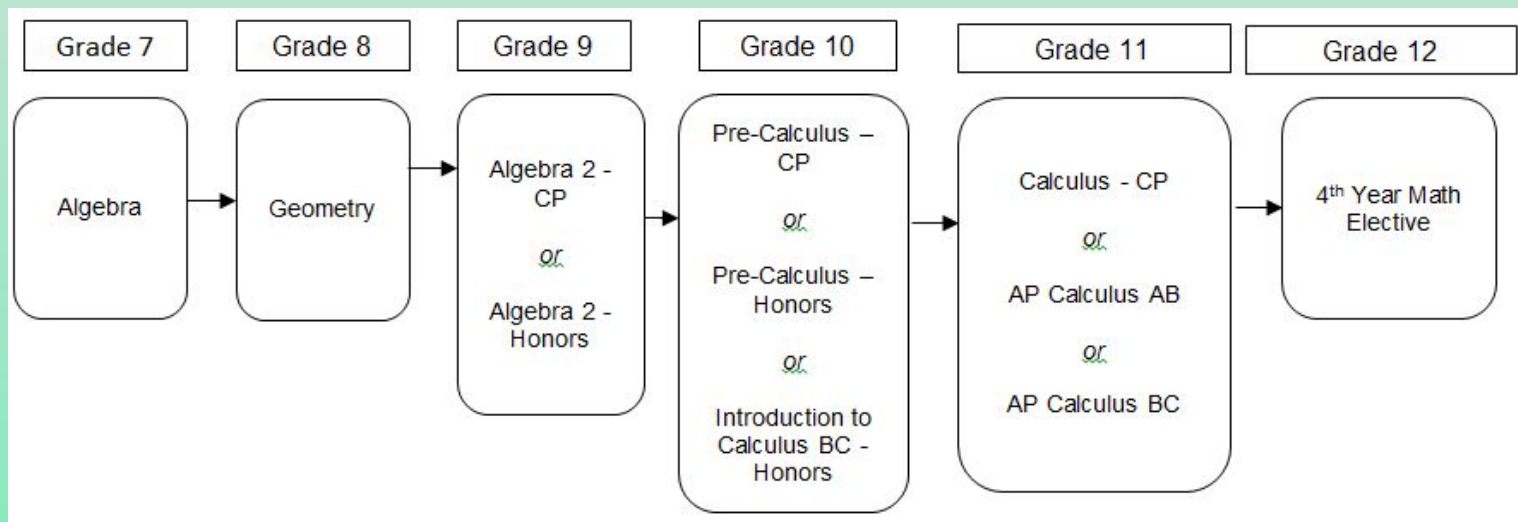 Grade 7
Grade 8
Grade 9
Grade 10
Grade 11
Grade 12
Algebra
Geometry
Algebra 2 -
CP
or
Algebra 2 -
Honors
Pre-Calculus –
CP
or
Pre-Calculus –
Honors
or
Introduction to
Calculus BC -
Honors
Calculus - CP
or
AP Calculus AB
or
AP Calculus BC
4th Year Math
Elective